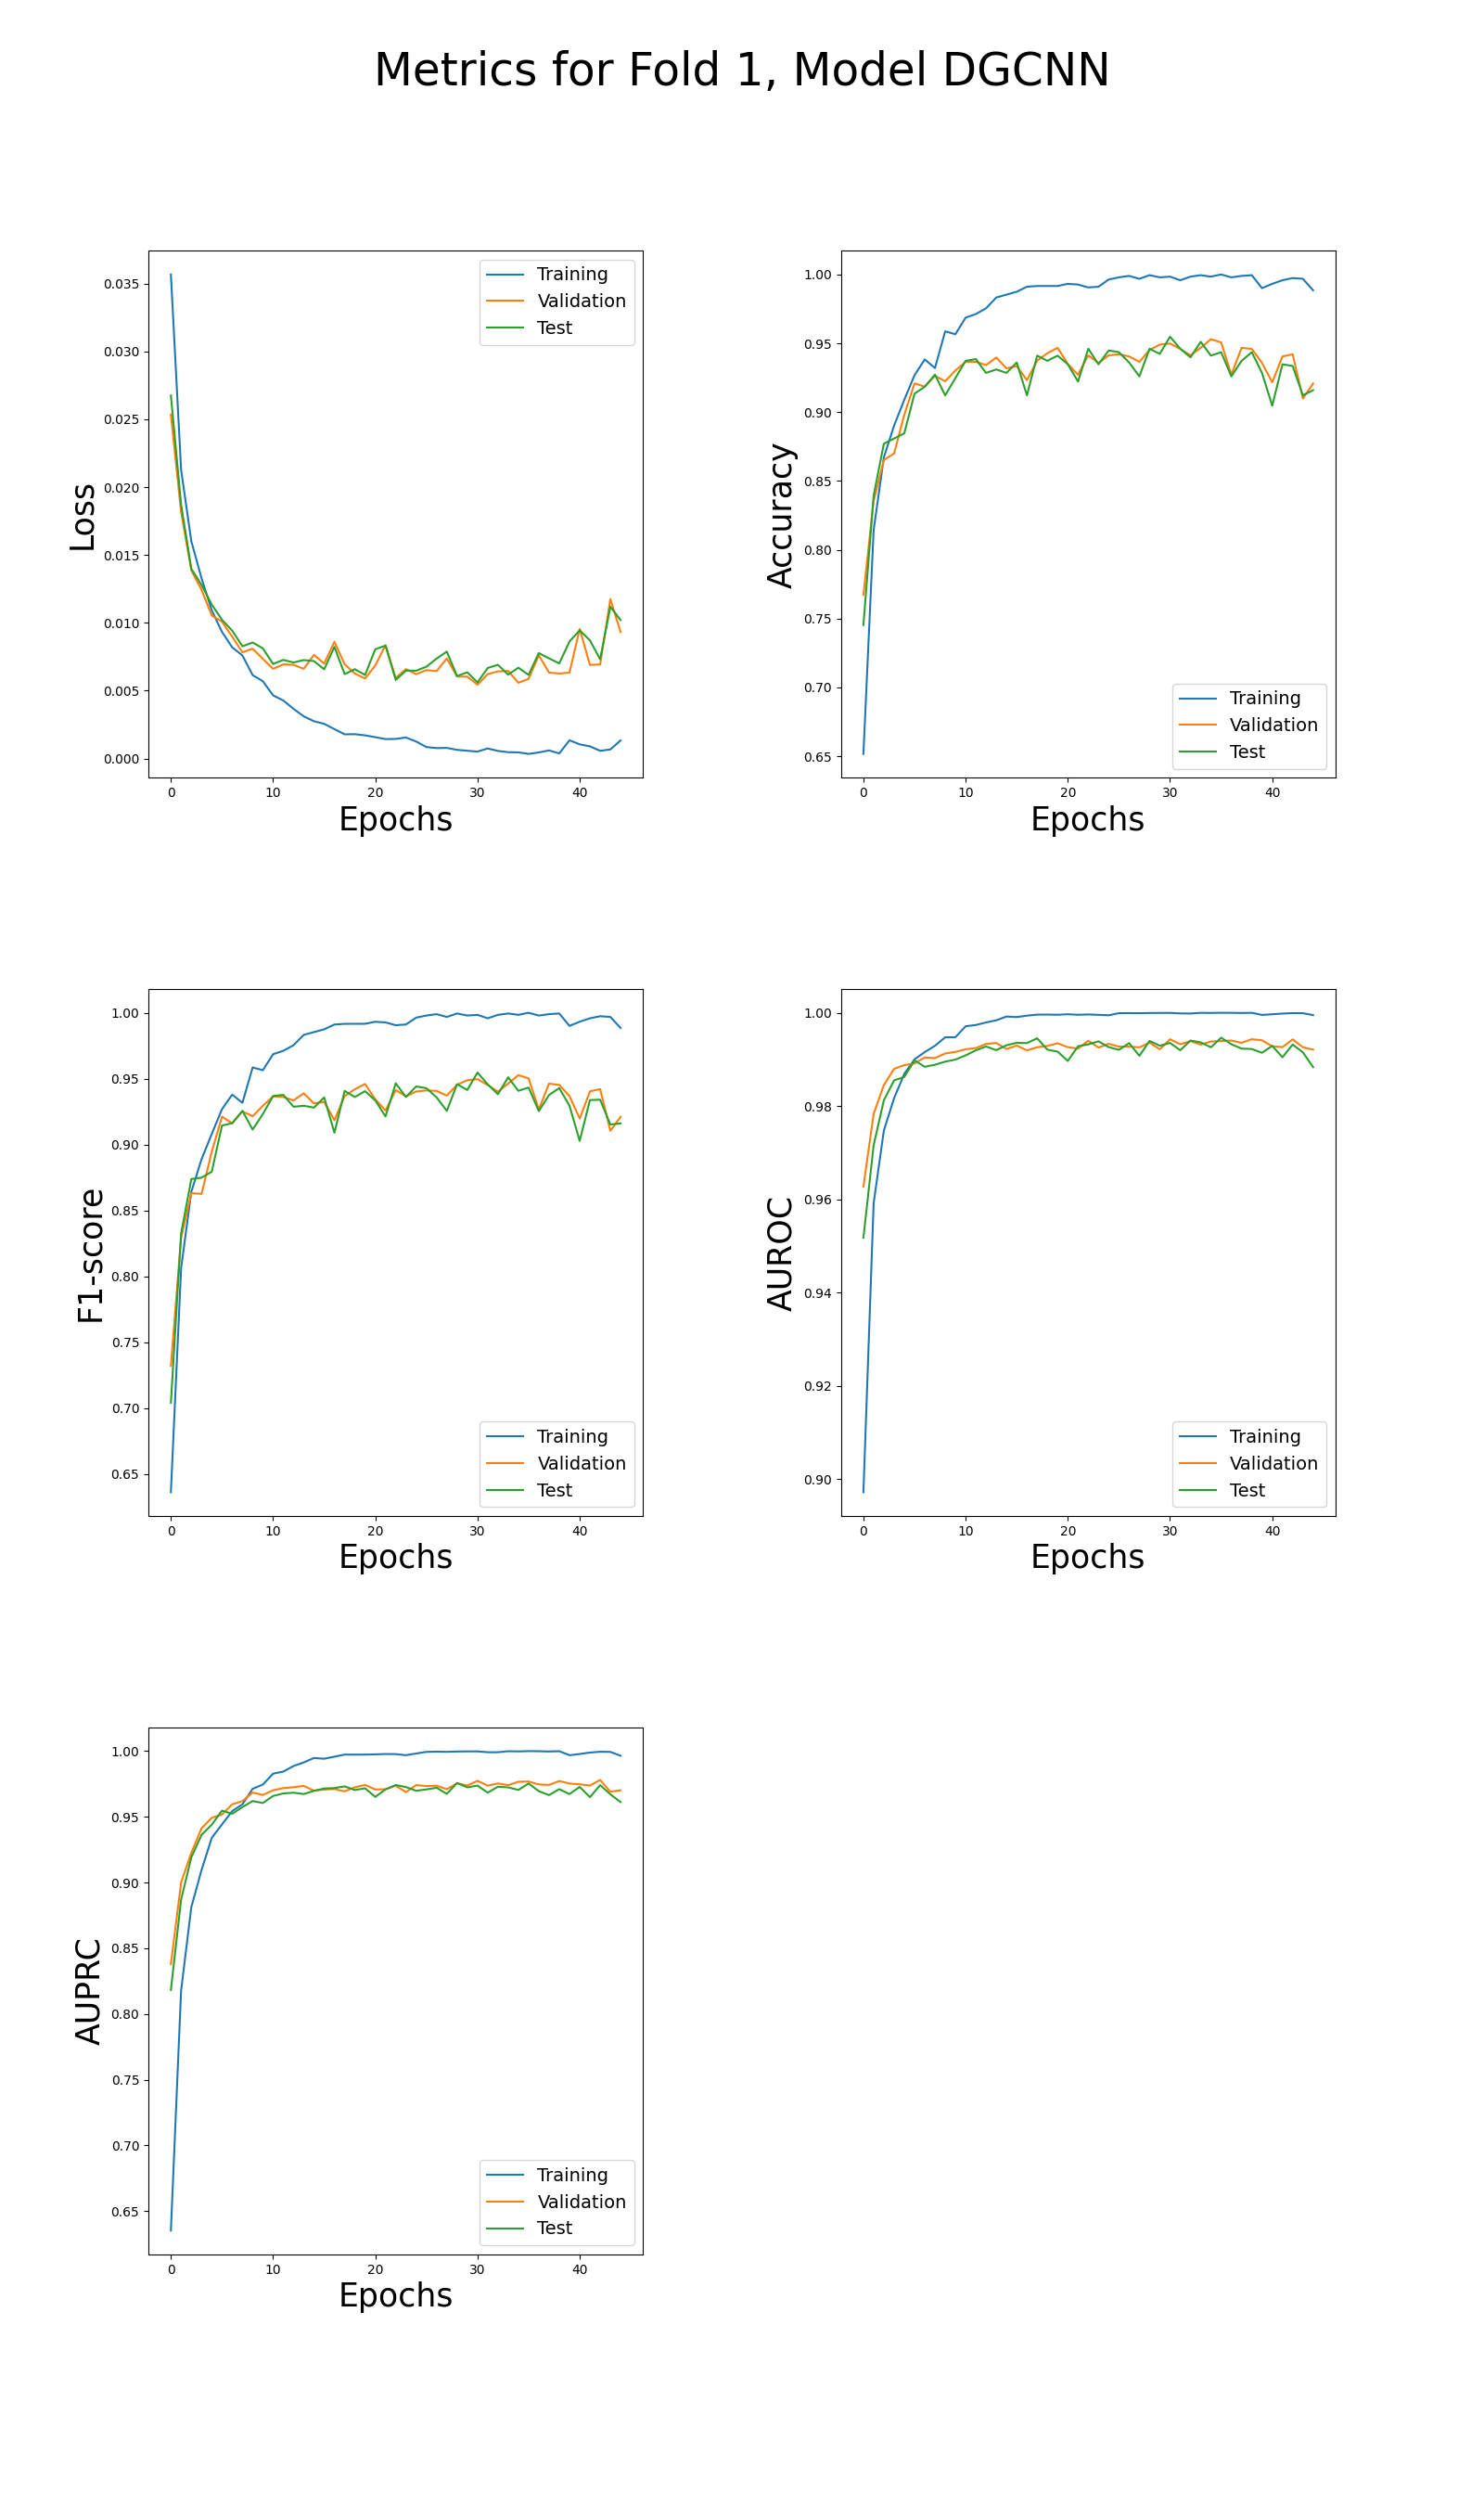 Metrics for Fold 1, Model DGCNN
Loss
0.035
0.030
0.025
0.020
0.015
0.010
0.005
0.000
Training
Validation
Test
0 10 20 30 40
Epochs
Accuracy
1.00
0.95
0.90
0.85
0.80
0.75
0.70
0.65
Training
Validation
Test
0 10 20 30 40
Epochs
F1-score
1.00
0.95
0.90
0.85
0.80
0.75
0.70
0.65
Training
Validation
Test
0 10 20 30 40
Epochs
AUROC
1.00
0.98
0.96
0.94
0.92
0.90
Training
Validation
Test
0 10 20 30 40
Epochs
AUPRC
1.00
0.95
0.90
0.85
0.80
0.75
0.70
0.65
Training
Validation
Test
0 10 20 30 40
Epochs